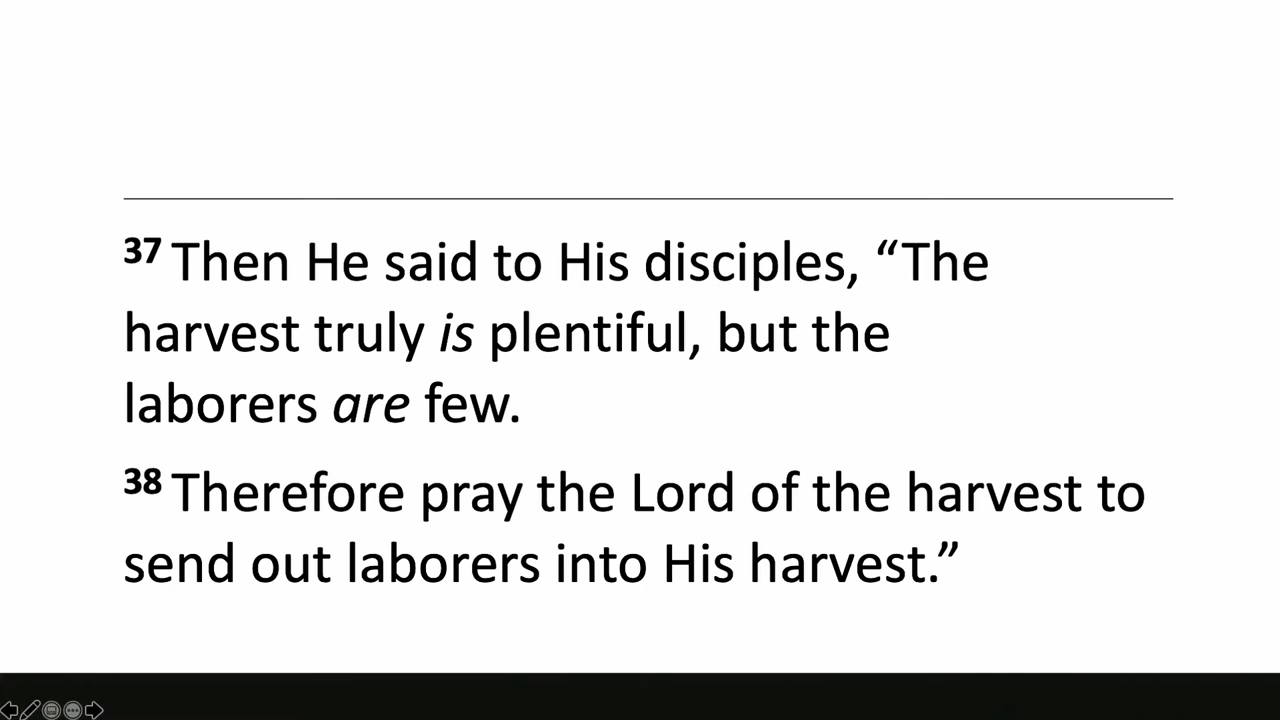 37 Then He said to His disciples, “The
harvest truly is plentiful, but the
laborers are few.
38 Therefore pray the Lord of the harvest to
send out laborers into His harvest.”